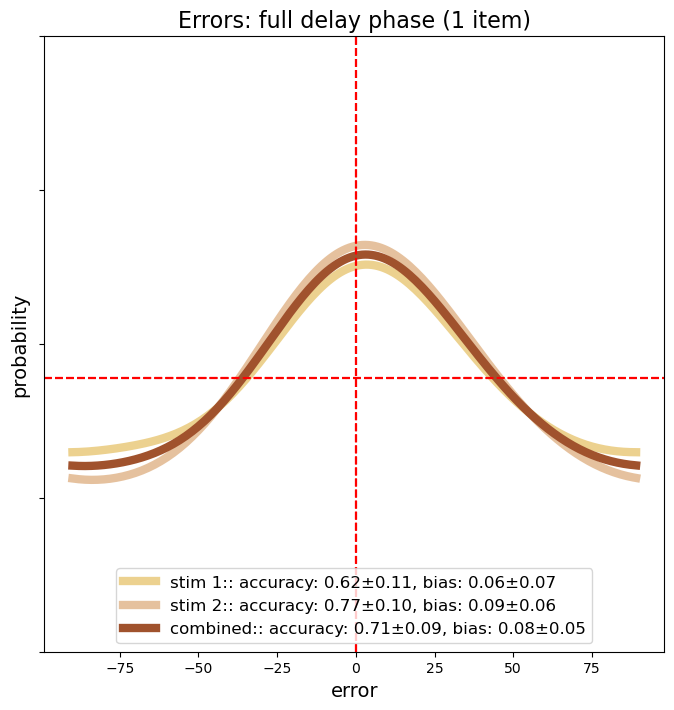 Errors: full delay phase (1 item)
probability
stim 1:: accuracy: 0.62±0.11, bias: 0.06±0.07
stim 2:: accuracy: 0.77±0.10, bias: 0.09±0.06
combined:: accuracy: 0.71±0.09, bias: 0.08±0.05
−75 −50 −25 0 25 50 75
error